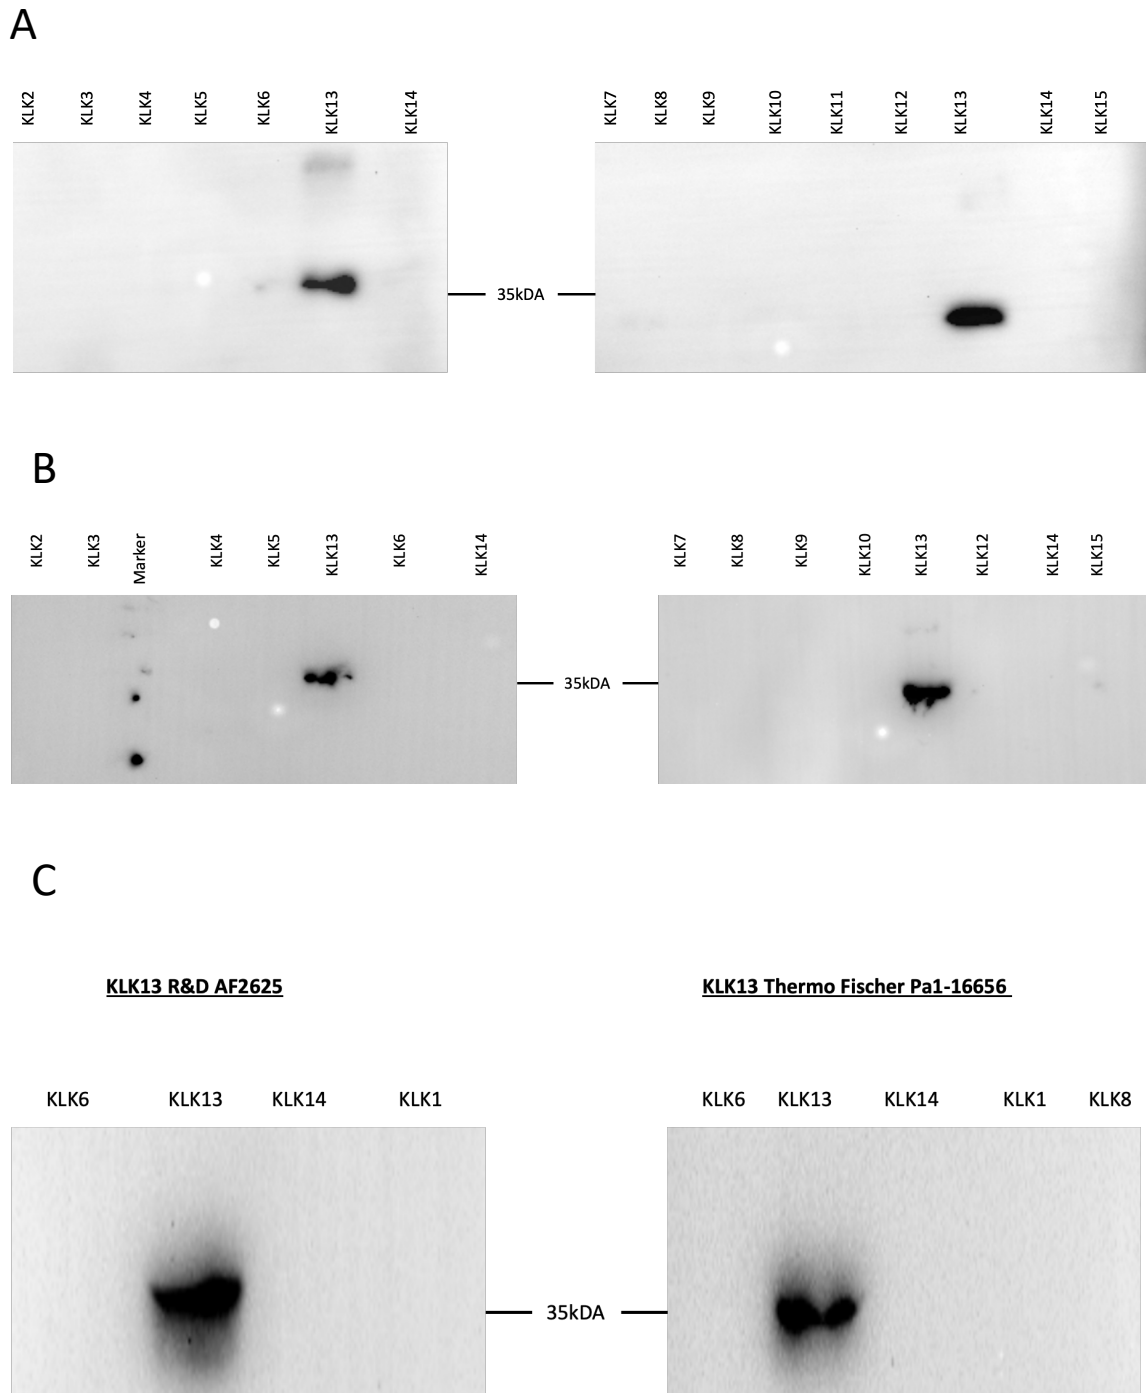 A
KLK2 KLK3 KLK4 KLK5 KLK6 KLK13 KLK14 KLK7 KLK8 KLK9 KLK10 KLK11 KLK12 KLK13 KLK14 KLK15
35kDA
B
KLK2 KLK3 Marker KLK4 KLK5 KLK13 KLK6 KLK14 KLK7 KLK8 KLK9 KLK10 KLK13 KLK12 KLK14 KLK15
35kDA
C
KLK13 R&D AF2625 KLK13 Thermo Fischer Pa1-16656
KLK6 KLK13 KLK14 KLK1 KLK6 KLK13 KLK14 KLK1 KLK8
35kDA